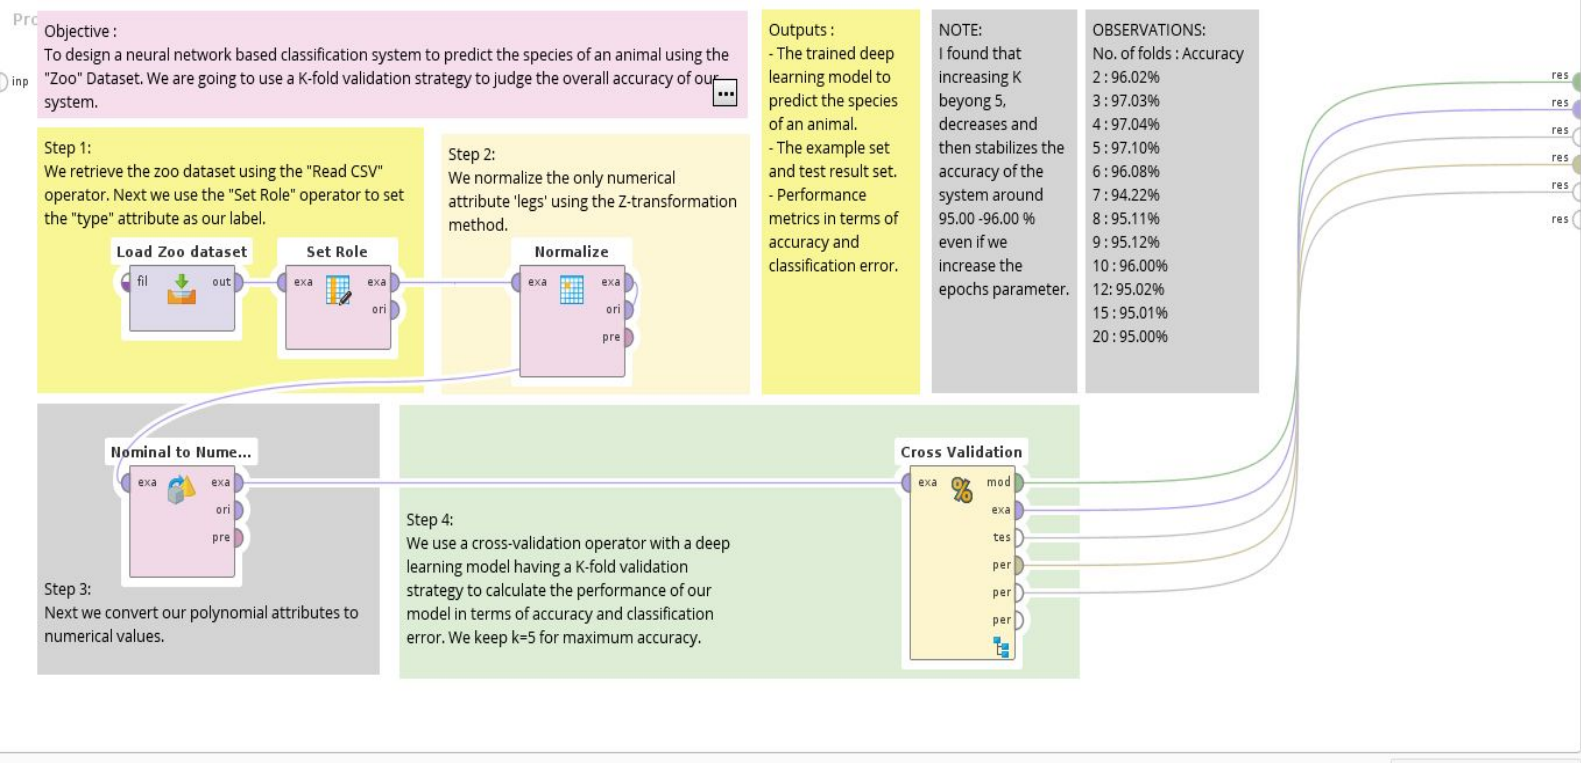 Pro
Objective :
To design a neural network based classification system to predict the species of an animal using the
"Zoo" Dataset. We are going to use a K-fold validation strategy to judge the overall accuracy of our
system.
inp
Step 1:
We retrieve the zoo dataset using the "Read CSV"
operator. Next we use the "Set Role" operator to set
the "type" attribute as our label.
Load Zoo dataset
fil out
Set Role
exa exa
ori
Step 2:
We normalize the only numerical
attribute 'legs' using the Z-transformation
method.
Normalize
exa exa
ori
pre
Outputs :
- The trained deep
learning model to
predict the species
of an animal.
- The example set
and test result set.
- Performance
metrics in terms of
accuracy and
classification error.
NOTE:
I found that
increasing K
beyong 5,
decreases and
then stabilizes the
accuracy of the
system around
95.00 -96.00 %
even if we
increase the
epochs parameter.
OBSERVATIONS:
No. of folds : Accuracy
2 : 96.02%
3 : 97.03%
4 : 97.04%
5 : 97.10%
6 : 96.08%
7 : 94.22%
8 : 95.11%
9 : 95.12%
10 : 96.00%
12: 95.02%
15 : 95.01%
20 : 95.00%
res
res
res
res
res
res
Nominal to Nume...
exa exa
ori
pre
Step 3:
Next we convert our polynomial attributes to
numerical values.
Step 4:
We use a cross-validation operator with a deep
learning model having a K-fold validation
strategy to calculate the performance of our
model in terms of accuracy and classification
error. We keep k=5 for maximum accuracy.
Cross Validation
exa mod
%
exa
tes
per
per
per